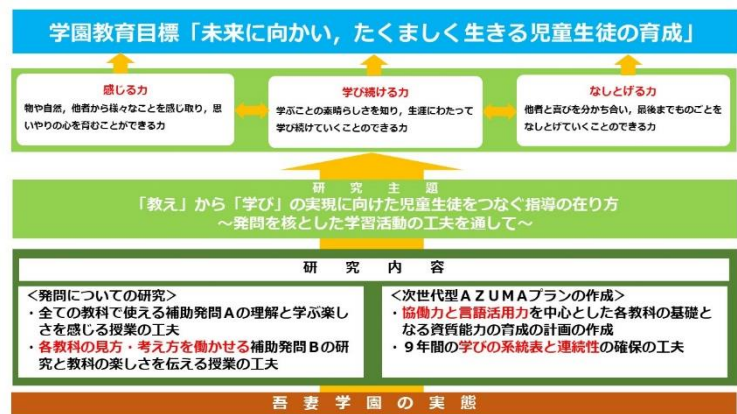 学園教育目標「未来に向かい，たくましく生きる児童生徒の育成」
感じる力
物や自然，他者から様々なことを感じ取り，思
いやりの心を育むことができる力
学び続ける力
学ぶことの素晴らしさを知り，生涯にわたって
学び続けていくことのできる力
なしとげる力
他者と喜びを分かち合い，最後までものごとを
なしとげていくことのできる力
研究主題
「教え」から「学び」の実現に向けた児童生徒をつなぐ指導の在り方
～発問を核とした学習活動の工夫を通して～
研究内容
＜発問についての研究＞
・全ての教科で使える補助発問Ａの理解と学ぶ楽し
さを感じる授業の工夫
・各教科の見方・考え方を働かせる補助発問Ｂの研
究と教科の楽しさを伝える授業の工夫
＜次世代型ＡＺＵＭＡプランの作成＞
・協働力と言語活用力を中心とした各教科の基礎と
なる資質能力の育成の計画の作成
・９年間の学びの系統表と連続性の確保の工夫
吾妻学園の実態